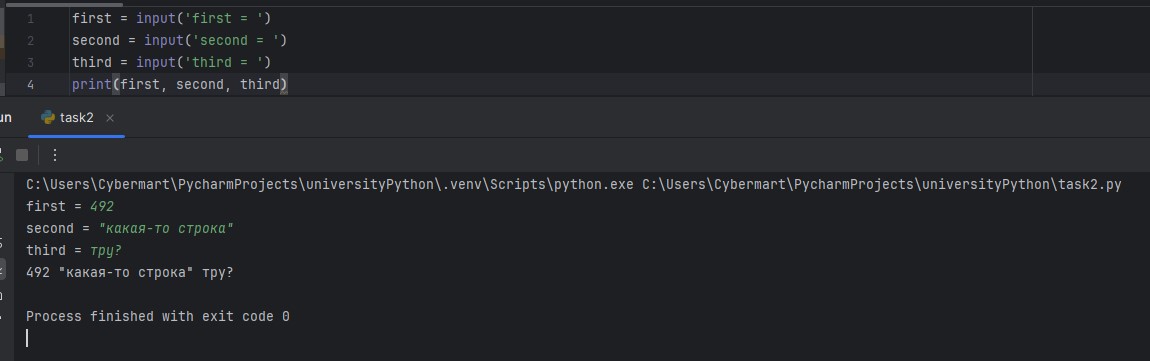 1 first = input('first = ')
2 second = input('second = ')
3 third = input('third = ')
4 print(first, second, third)
un task2
C:\Users\Cybermart\PycharmProjects\universityPython\.venv\Scripts\python.exe C:\Users\Cybermart\PycharmProjects\universityPython\task2.py
first = 492
second = "какая-то строка"
third = тру?
492 "какая-то строка" тру?
Process finished with exit code 0